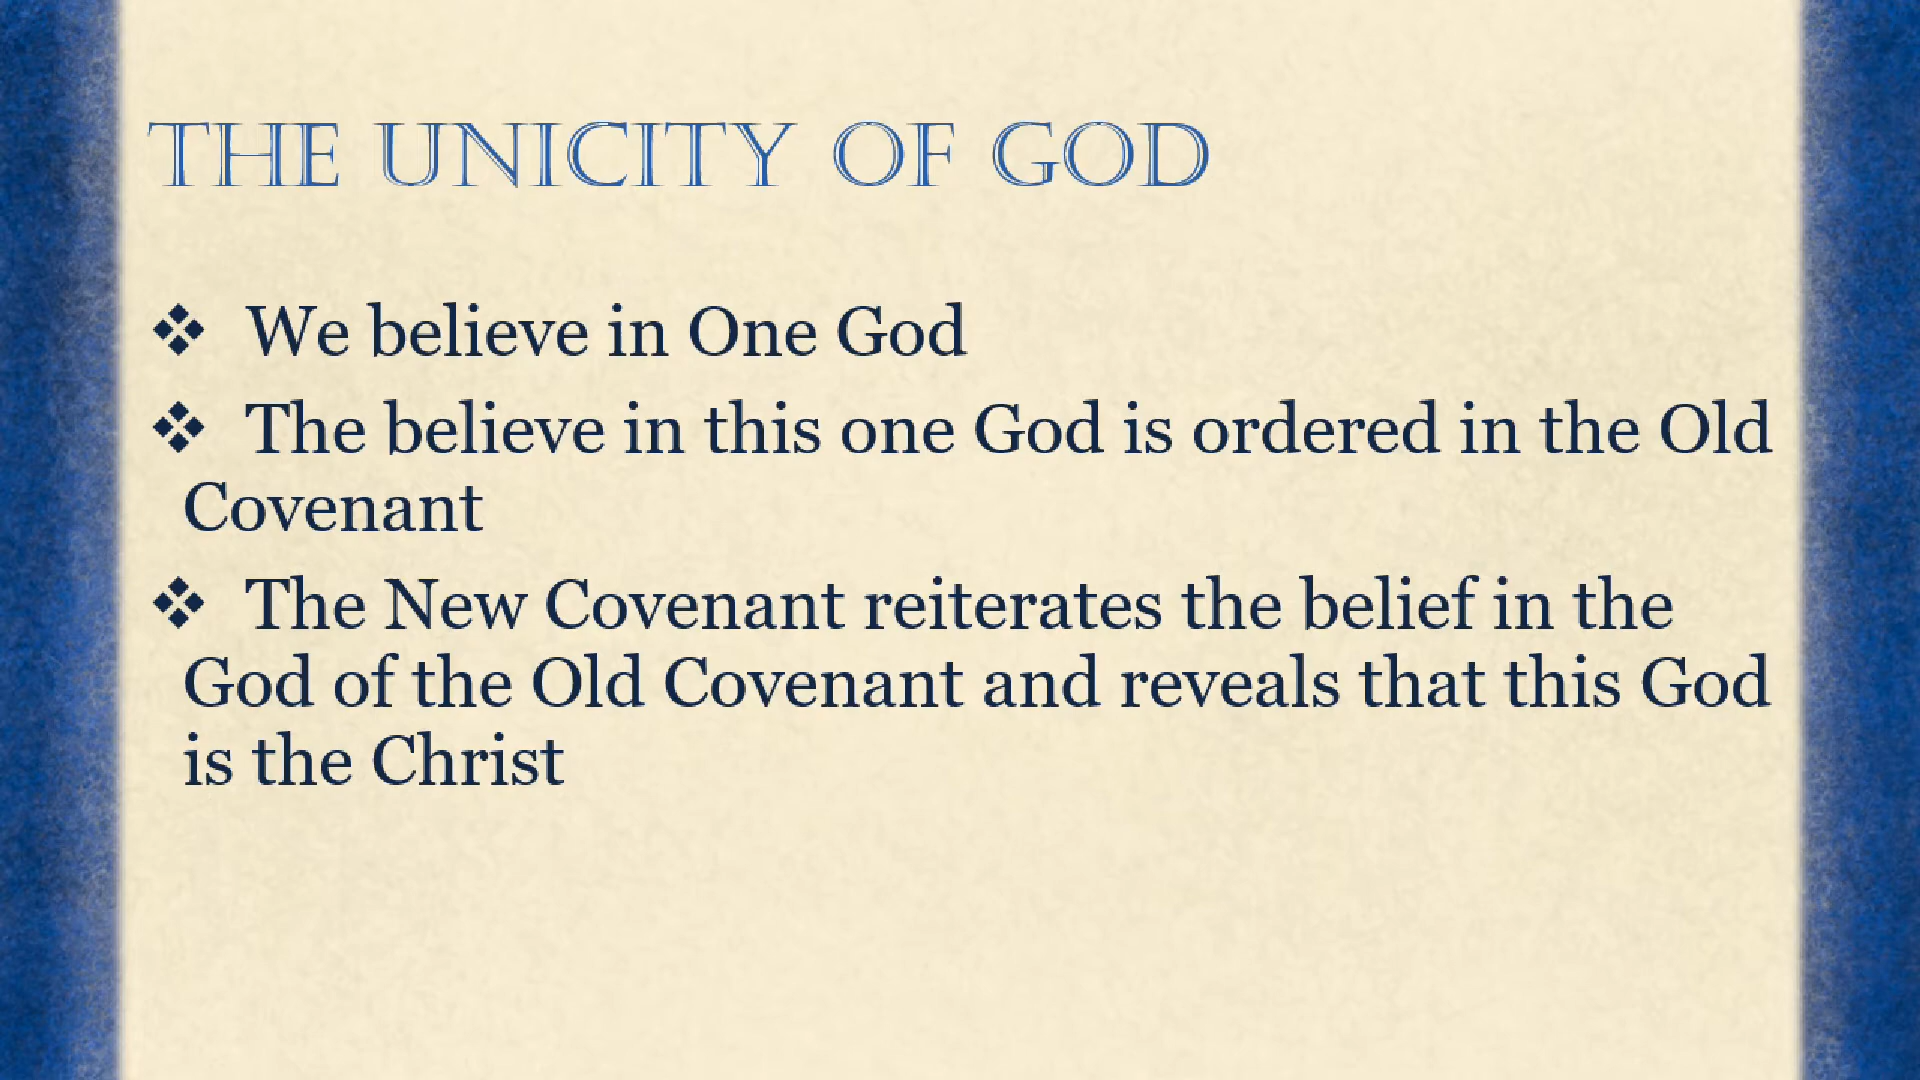 THE UNICITY OF GOD
❖ We believe in One God
❖ The believe in this one God is ordered in the Old
Covenant
❖ The New Covenant reiterates the belief in the
God of the Old Covenant and reveals that this God
is the Christ